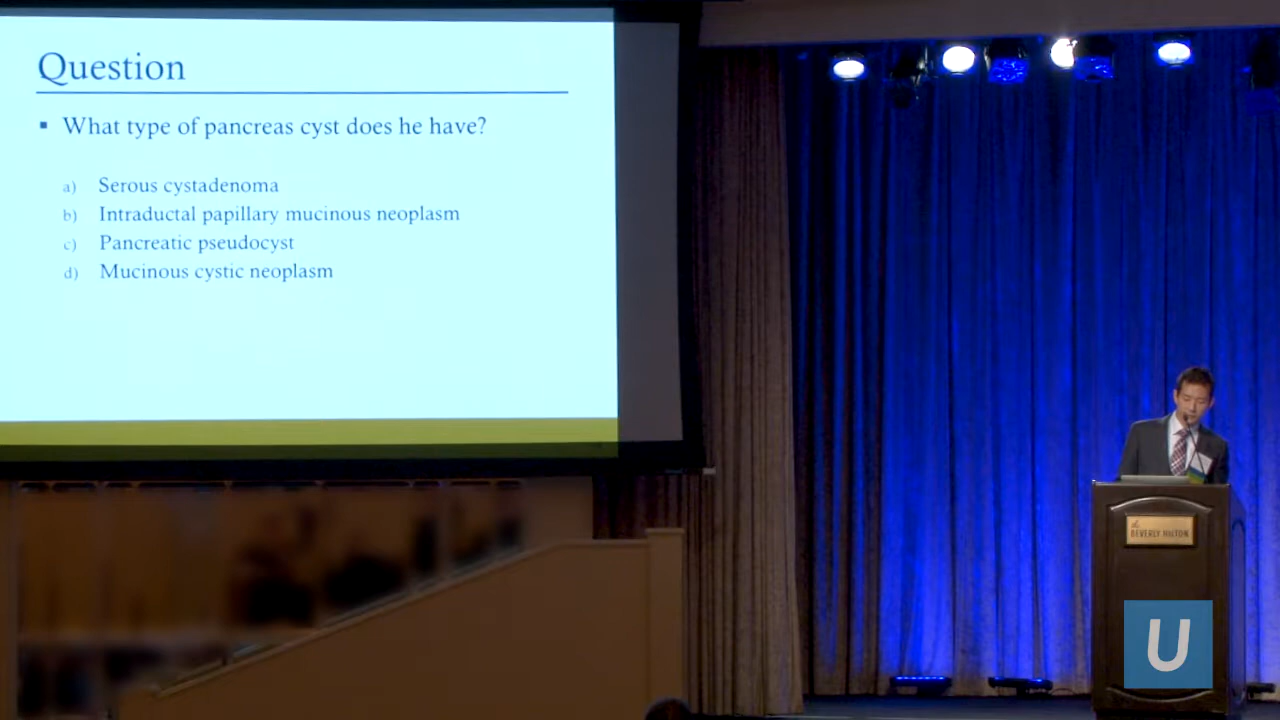 Question
▪ What type of pancreas cyst does he have?
a) Serous cystadenoma
b) Intraductal papillary mucinous neoplasm
c) Pancreatic pseudocyst
d) Mucinous cystic neoplasm
The
BEVERLY HILTON
U